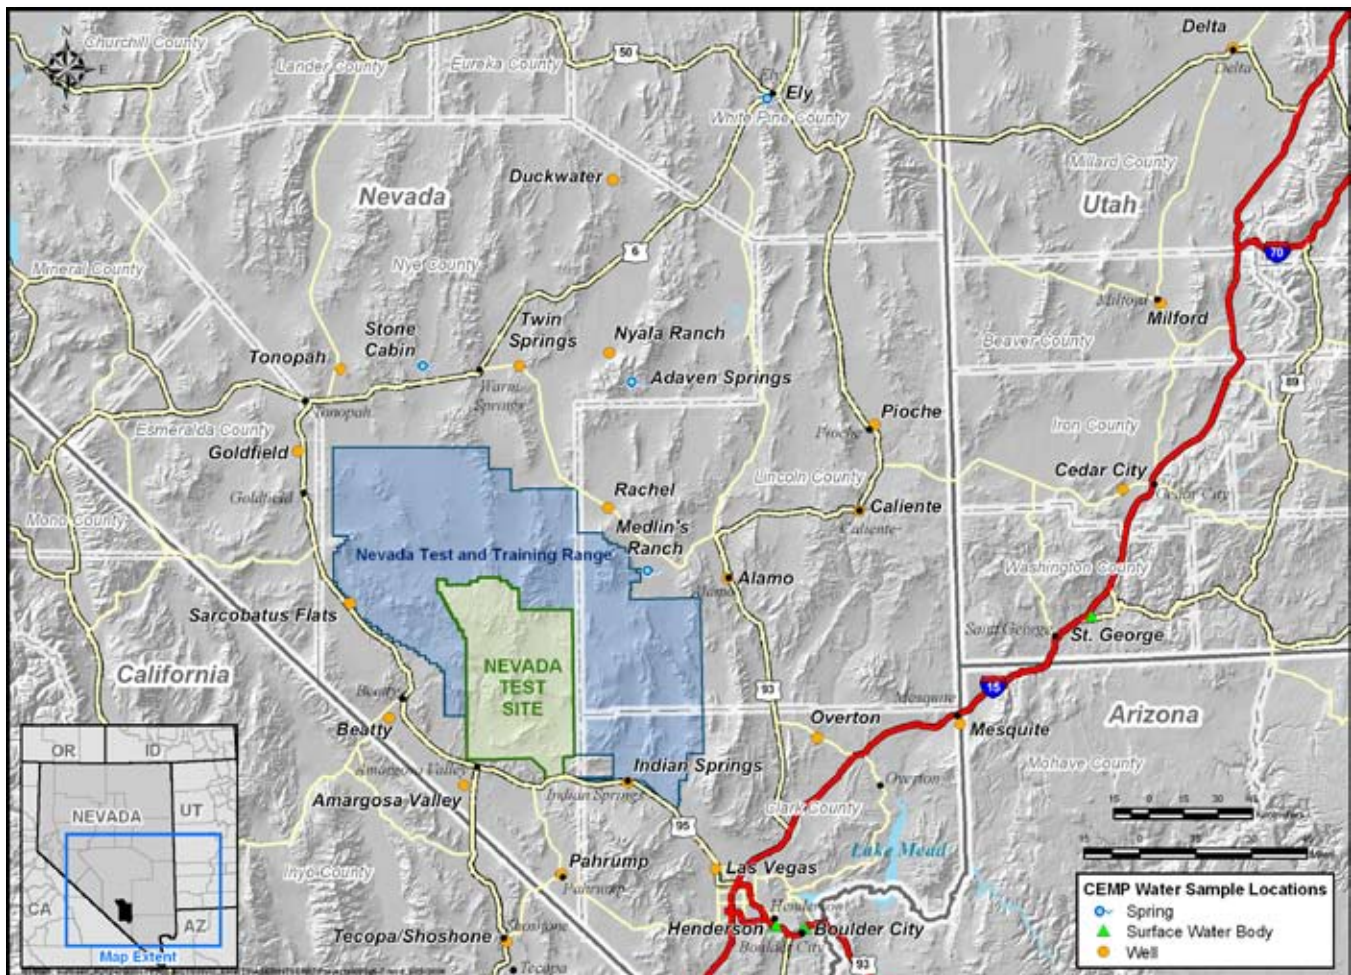 Churchill County
Lander County
Eureka County
50
Ely
Ely
White Pine County
Delta
Delta
N
W
E
Millard County
Duckwater
Nevada
Utah
6
70
Nye County
Mineral County
Milford
Milford
Stone
Cabin
Twin
Springs
Nyala Ranch
Beaver County
Tonopah
Adaven Springs
Warm
Springs
89
Tonopah
Pioche
Pioche
Esmeralda County
Iron County
Goldfield
Lincoln County
Cedar City
Cedar City
Goldfield
Rachel
Caliente
Caliente
Mono County
Medlin's
Ranch
Nevada Test and Training Range
Washington County
Alamo
Alamo
Sarcobatus Flats
Saint George
St. George
California
NEVADA
TEST
SITE
Beatty
Beatty
93
15
Mesquite
Mesquite
Arizona
Overton
Overton
Mohave County
Amargosa Valley
Amargosa Valley
Indian Springs
Indian Springs
Clark County
95
Lake Mead
Pahrump
Pahrump
Las Vegas
Inyo County
Tecopa/Shoshone
Shoshone
Tecopa
Henderson
Henderson
Boulder City
Boulder City
93
OR
ID
NEVADA
UT
CA
AZ
Map Extent
CEMP Water Sample Locations
Spring
Surface Water Body
Well